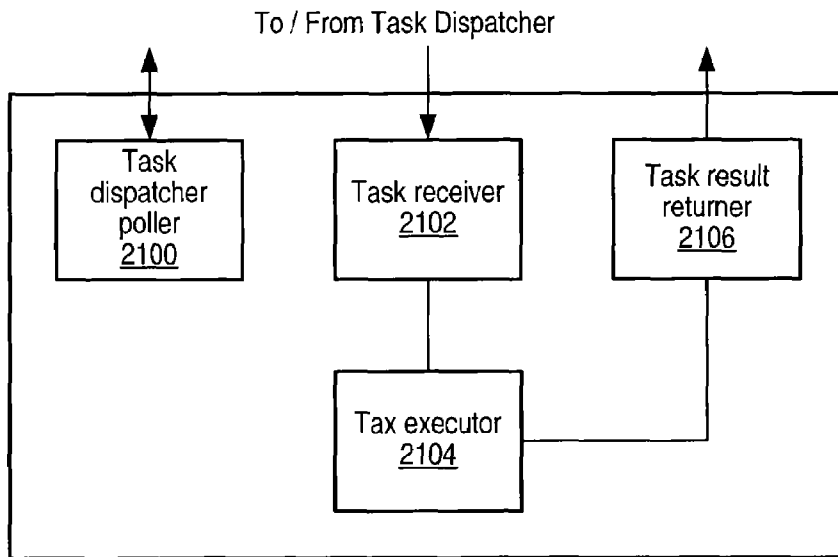 To / From Task Dispatcher
Task
dispatcher
poller
2100
Task receiver
2102
Task result
returner
2106
Tax executor
2104